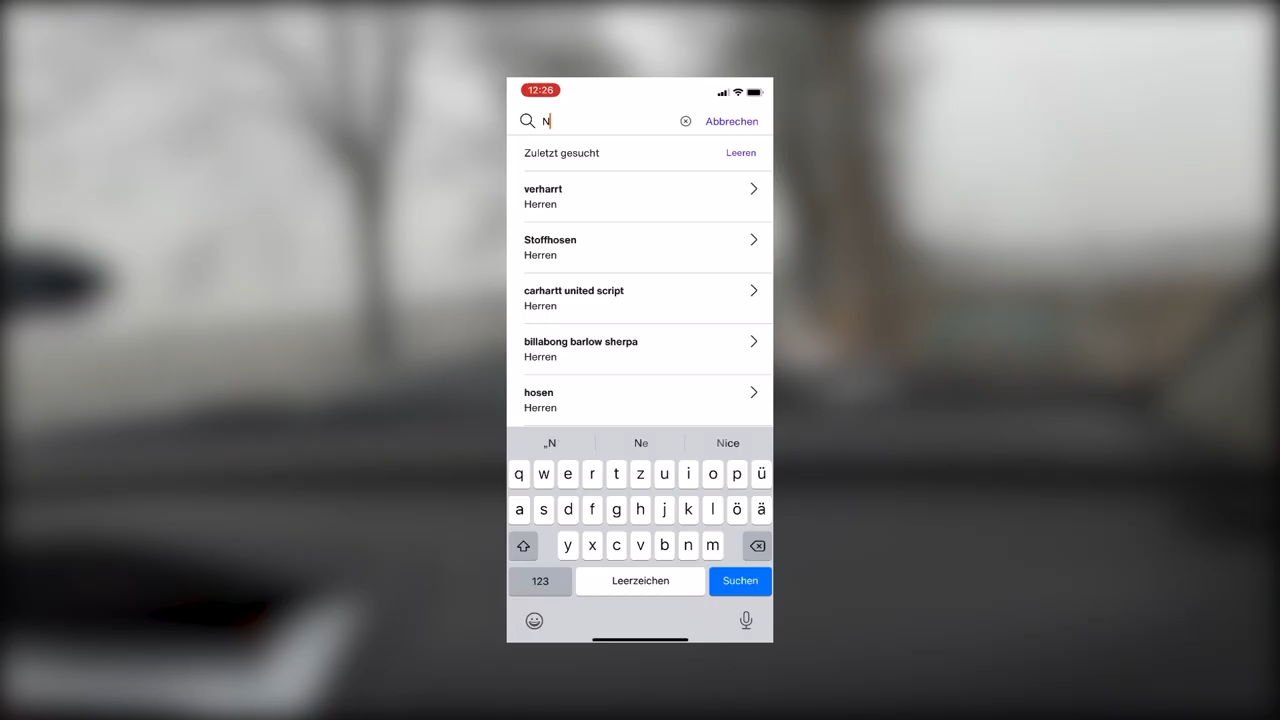 12:26
N
Abbrechen
Zuletzt gesucht
Leeren
verharrt
Herren
Stoffhosen
Herren
carhartt united script
Herren
billabong barlow sherpa
Herren
hosen
Herren
„N
Ne
Nice
q w e r t z u i o p ü
a s d f g h j k l ö ä
y x c v b n m
123
Leerzeichen
Suchen